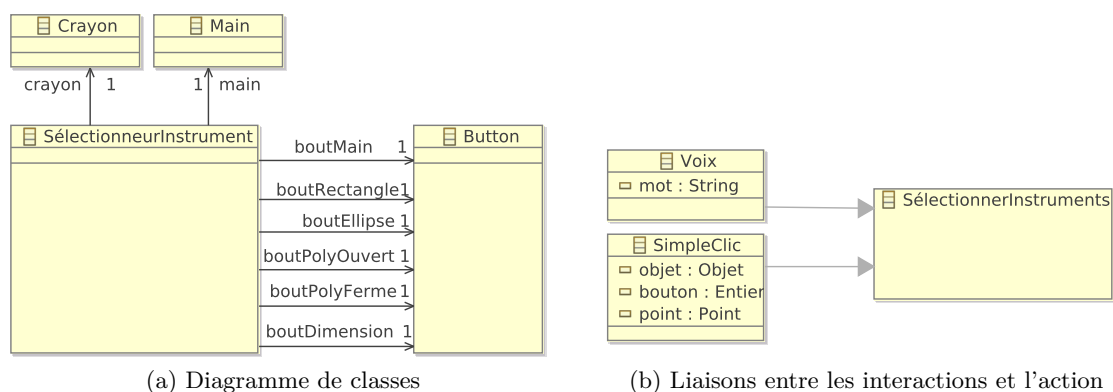 Crayon
Main
crayon 1
1 main
SélectionneurInstrument
Button
boutMain 1
boutRectangle1
boutEllipse 1
boutPolyOuvert 1
boutPolyFerme 1
boutDimension 1
(a) Diagramme de classes
Voix
mot : String
SimpleClic
objet : Objet
bouton : Entier
point : Point
SélectionnerInstruments
(b) Liaisons entre les interactions et l'action